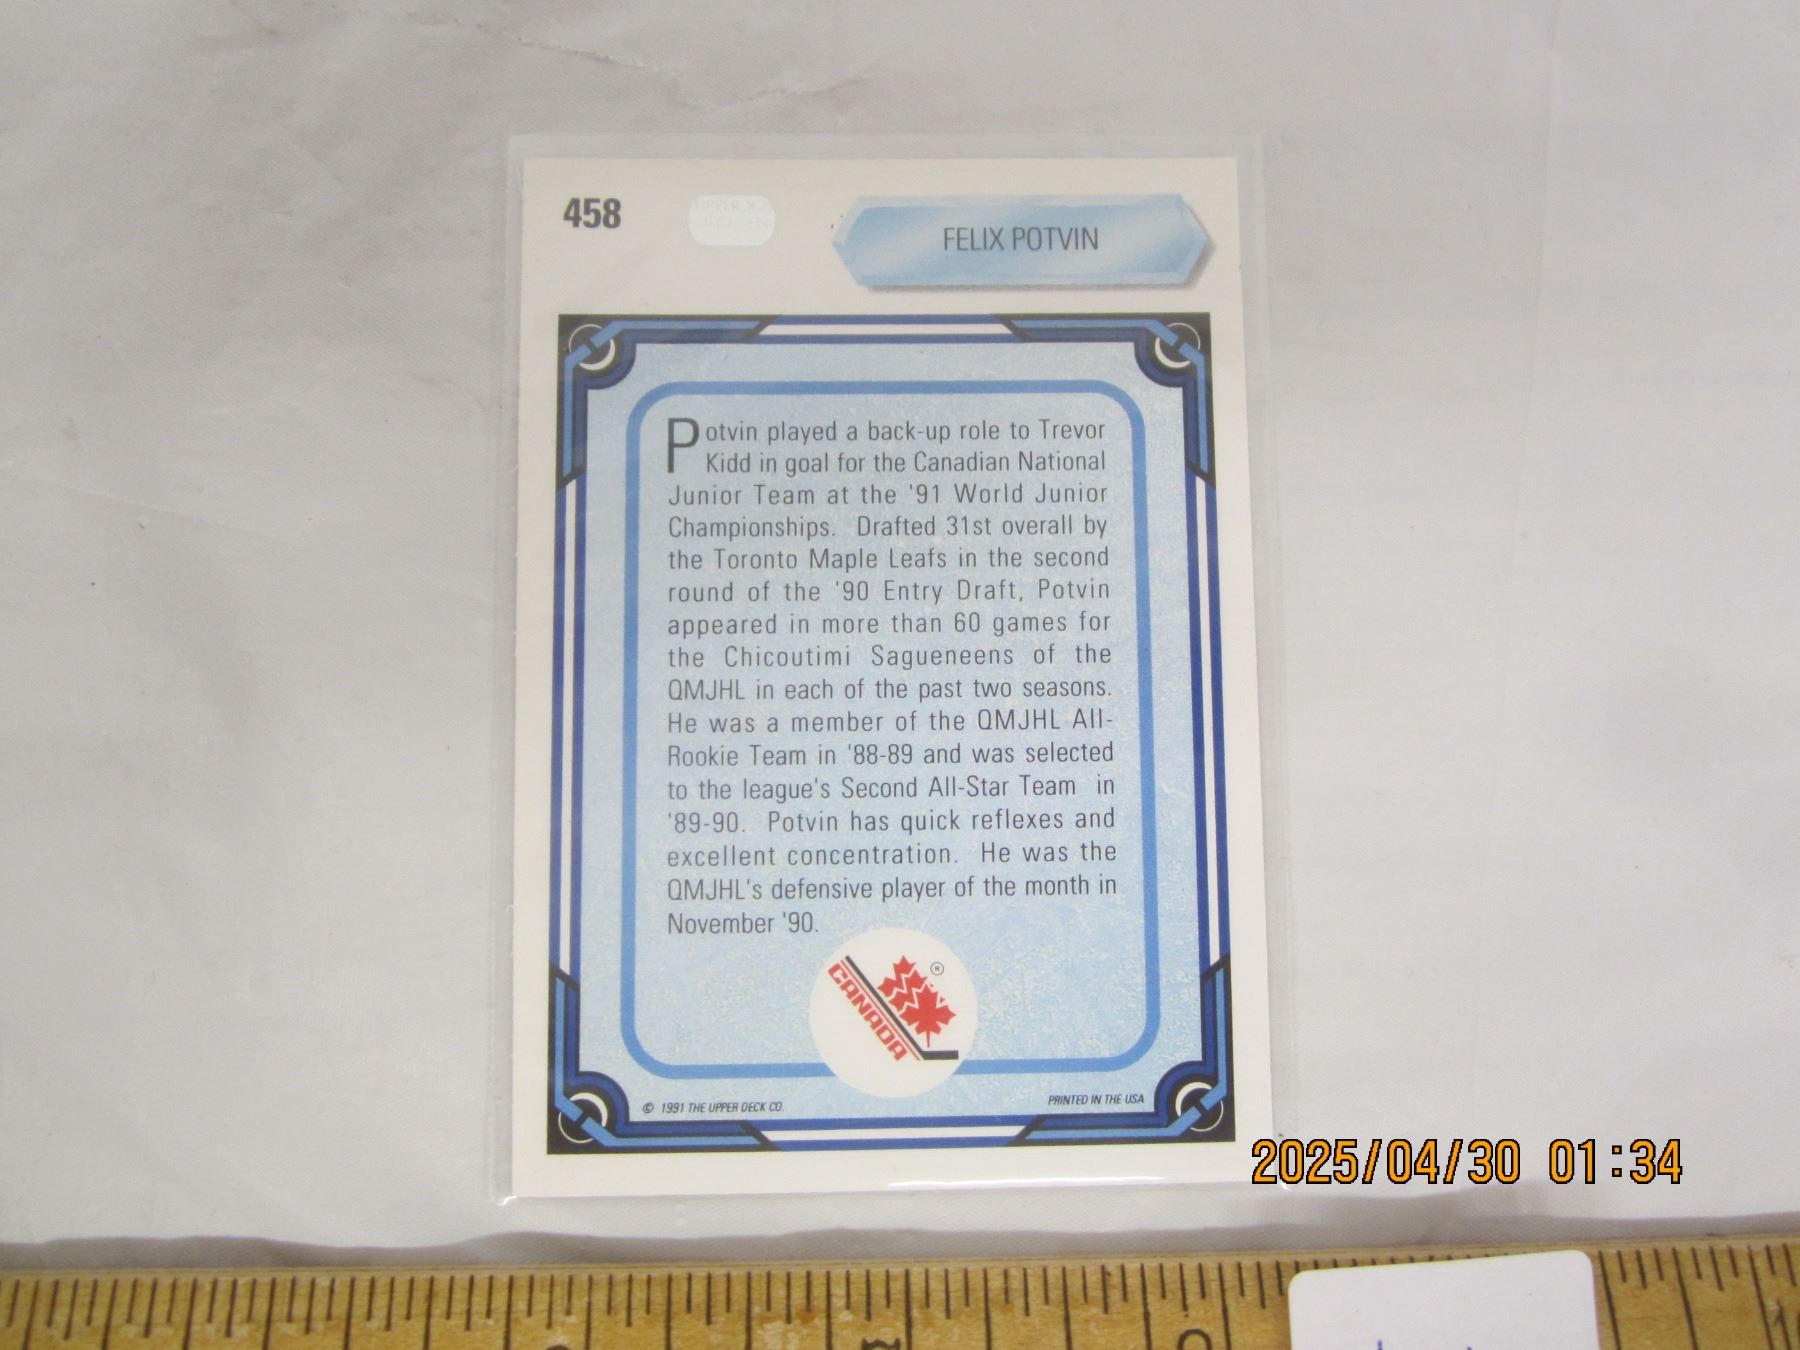 458
FELIX POTVIN
Potvin played a back-up role to Trevor
Kidd in goal for the Canadian National
Junior Team at the '91 World Junior
Championships. Drafted 31st overall by
the Toronto Maple Leafs in the second
round of the '90 Entry Draft, Potvin
appeared in more than 60 games for
the Chicoutimi Sagueneens of the
QMJHL in each of the past two seasons.
He was a member of the QMJHL All-
Rookie Team in '88-89 and was selected
to the league's Second All-Star Team in
'89-90. Potvin has quick reflexes and
excellent concentration. He was the
QMJHL's defensive player of the month in
November '90.
CANADA ®
© 1991 THE UPPER DECK CO.
PRINTED IN THE USA
2025/04/30 01:34